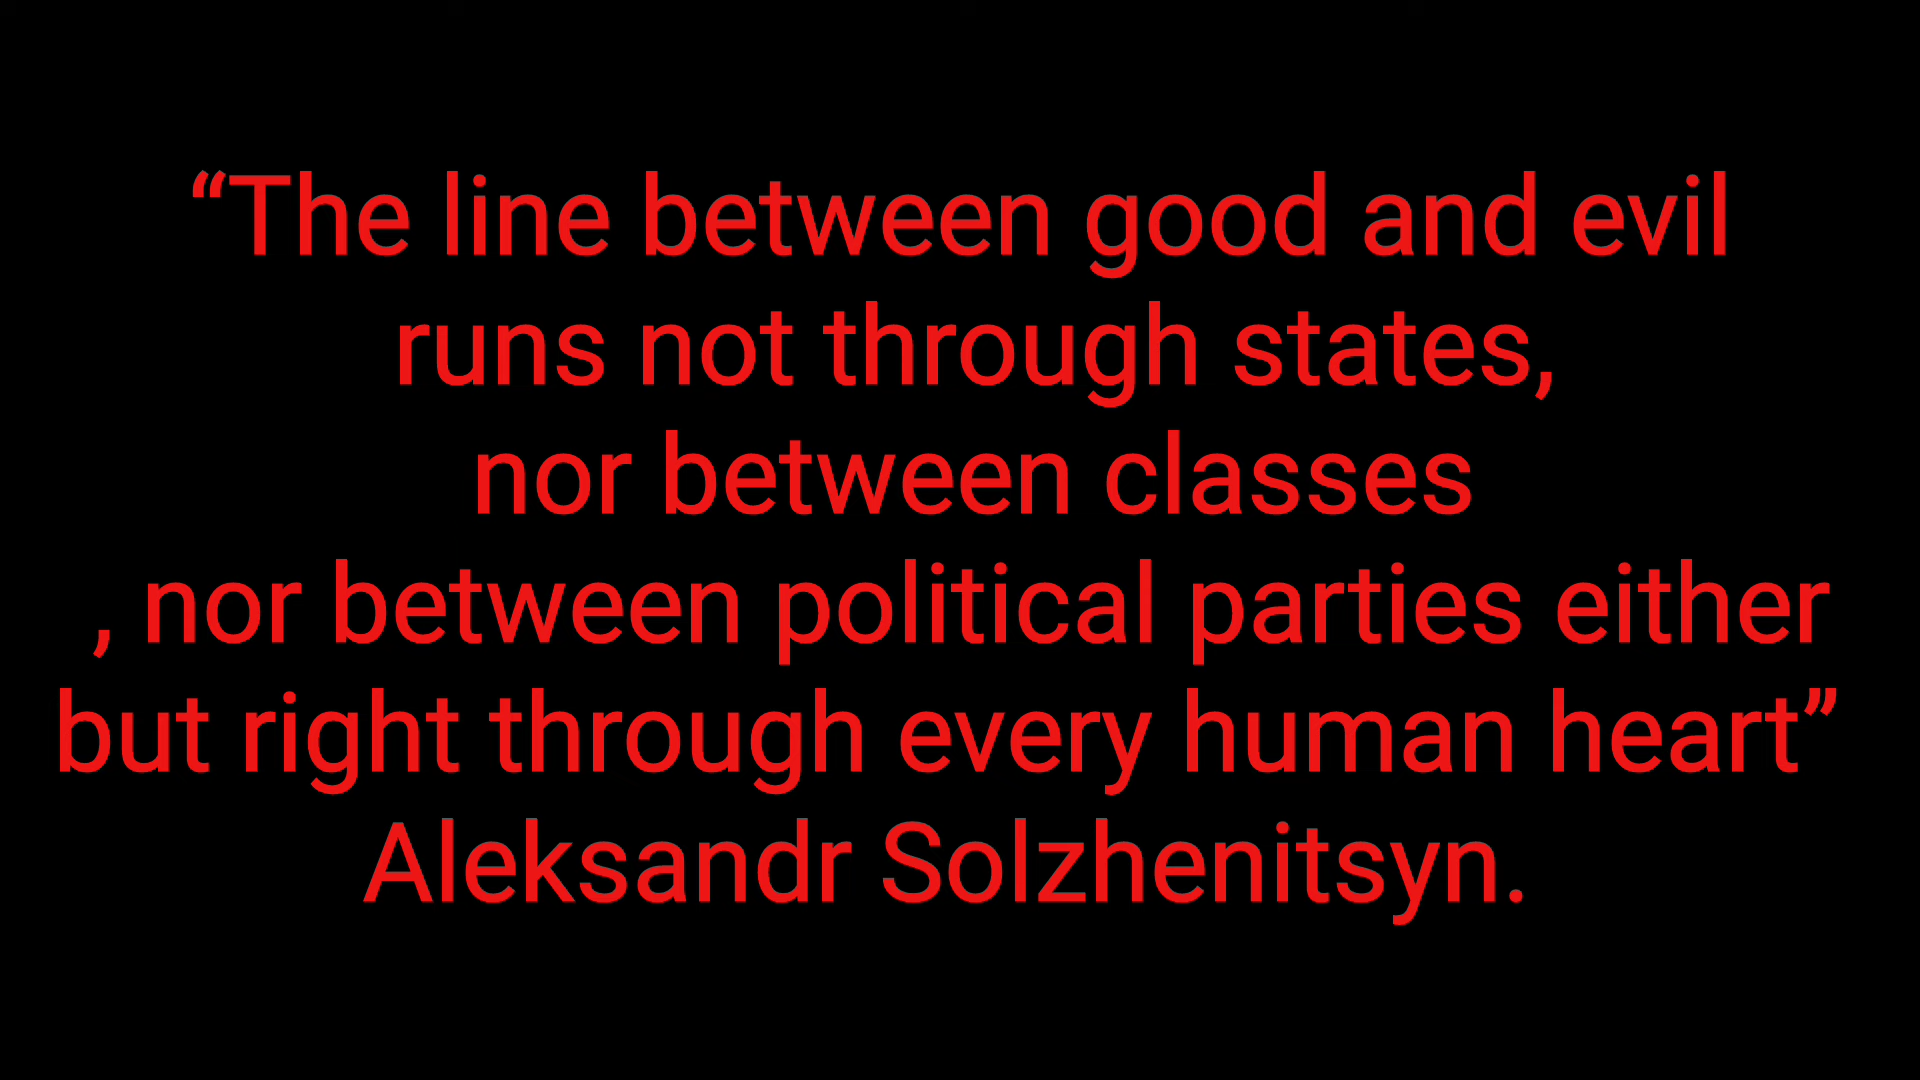 “The line between good and evil
runs not through states,
nor between classes
, nor between political parties either
but right through every human heart”
Aleksandr Solzhenitsyn.